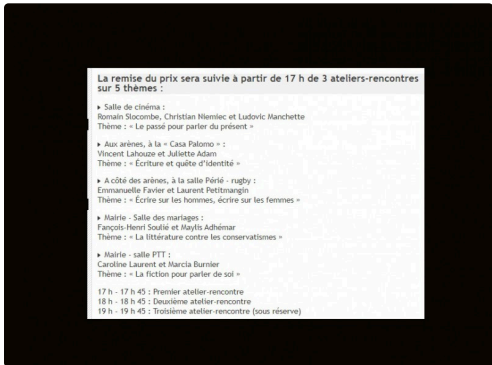 La remise du prix sera suivie à partir de 17 h de 3 ateliers-rencontres
sur 5 thèmes :
▸ Salle de cinéma :
Romain Slocombe, Christian Niemiec et Ludovic Manchette
Thème : « Le passé pour parler du présent »
▸ Aux arènes, à la « Casa Palomo » :
Vincent Lahouze et Juliette Adam
Thème : « Écriture et quête d'identité »
▸ A côté des arènes, à la salle Périé - rugby :
Emmanuelle Favier et Laurent Petitmangin
Thème : « Écrire sur les hommes, écrire sur les femmes »
▸ Mairie - Salle des mariages :
Fançois-Henri Soulié et Maylis Adhémar
Thème : « La littérature contre les conservatismes »
▸ Mairie - salle PTT :
Caroline Laurent et Marcia Burnier
Thème : « La fiction pour parler de soi »
17 h - 17 h 45 : Premier atelier-rencontre
18 h - 18 h 45 : Deuxième atelier-rencontre
19 h - 19 h 45 : Troisième atelier-rencontre (sous réserve)